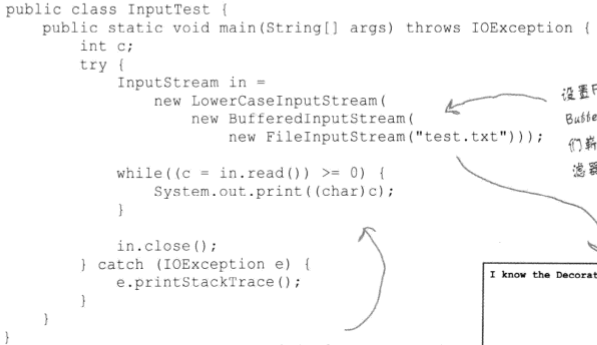 public class InputTest {
public static void main(String[] args) throws IOException {
int c;
try {
InputStream in =
new LowerCaseInputStream(
new BufferedInputStream(
new FileInputStream("test.txt")));
while((c = in.read()) >= 0) {
System.out.print((char)c);
}
in.close();
} catch (IOException e) {
e.printStackTrace();
}
}
}
设置F
Buffe
们
滤器
I know the Decorat